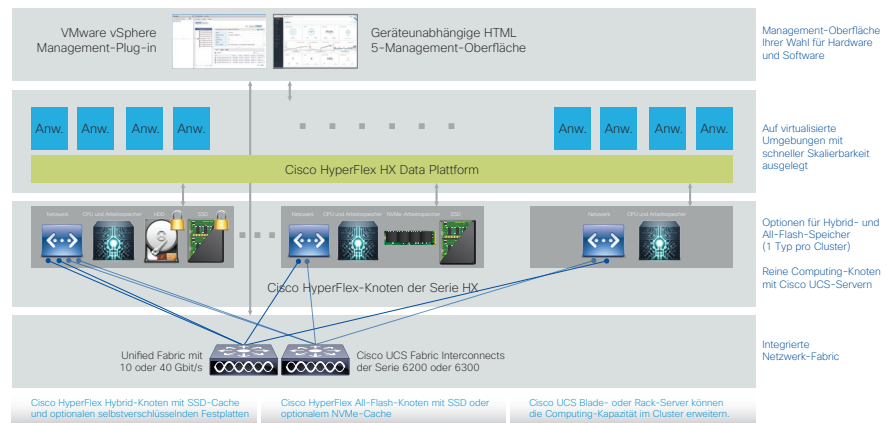 VMware vSphere
Management-Plug-in
Geräteunabhängige HTML
5-Management-Oberfläche
Management-Oberfläche
Ihrer Wahl für Hardware
und Software
Anw.
Anw.
Anw.
Anw.
Anw.
Anw.
Anw.
Anw.
Auf virtualisierte
Umgebungen mit
schneller Skalierbarkeit
ausgelegt
Cisco HyperFlex HX Data Plattform
Netzwerk
CPU und Arbeitsspeicher
HDD
SSD
Netzwerk
CPU und Arbeitsspeicher
NVMe-Arbeitsspeicher
SSD
Netzwerk
CPU und Arbeitsspeicher
Optionen für Hybrid- und
All-Flash-Speicher
(1 Typ pro Cluster)
Reine Computing-Knoten
mit Cisco UCS-Servern
Cisco HyperFlex-Knoten der Serie HX
Unified Fabric mit
10 oder 40 Gbit/s
Cisco UCS Fabric Interconnects
der Serie 6200 oder 6300
Integrierte
Netzwerk-Fabric
Cisco HyperFlex Hybrid-Knoten mit SSD-Cache
und optionalen selbstverschlüsselnden Festplatten
Cisco HyperFlex All-Flash-Knoten mit SSD oder
optionalem NVMe-Cache
Cisco UCS Blade- oder Rack-Server können
die Computing-Kapazität im Cluster erweitern.